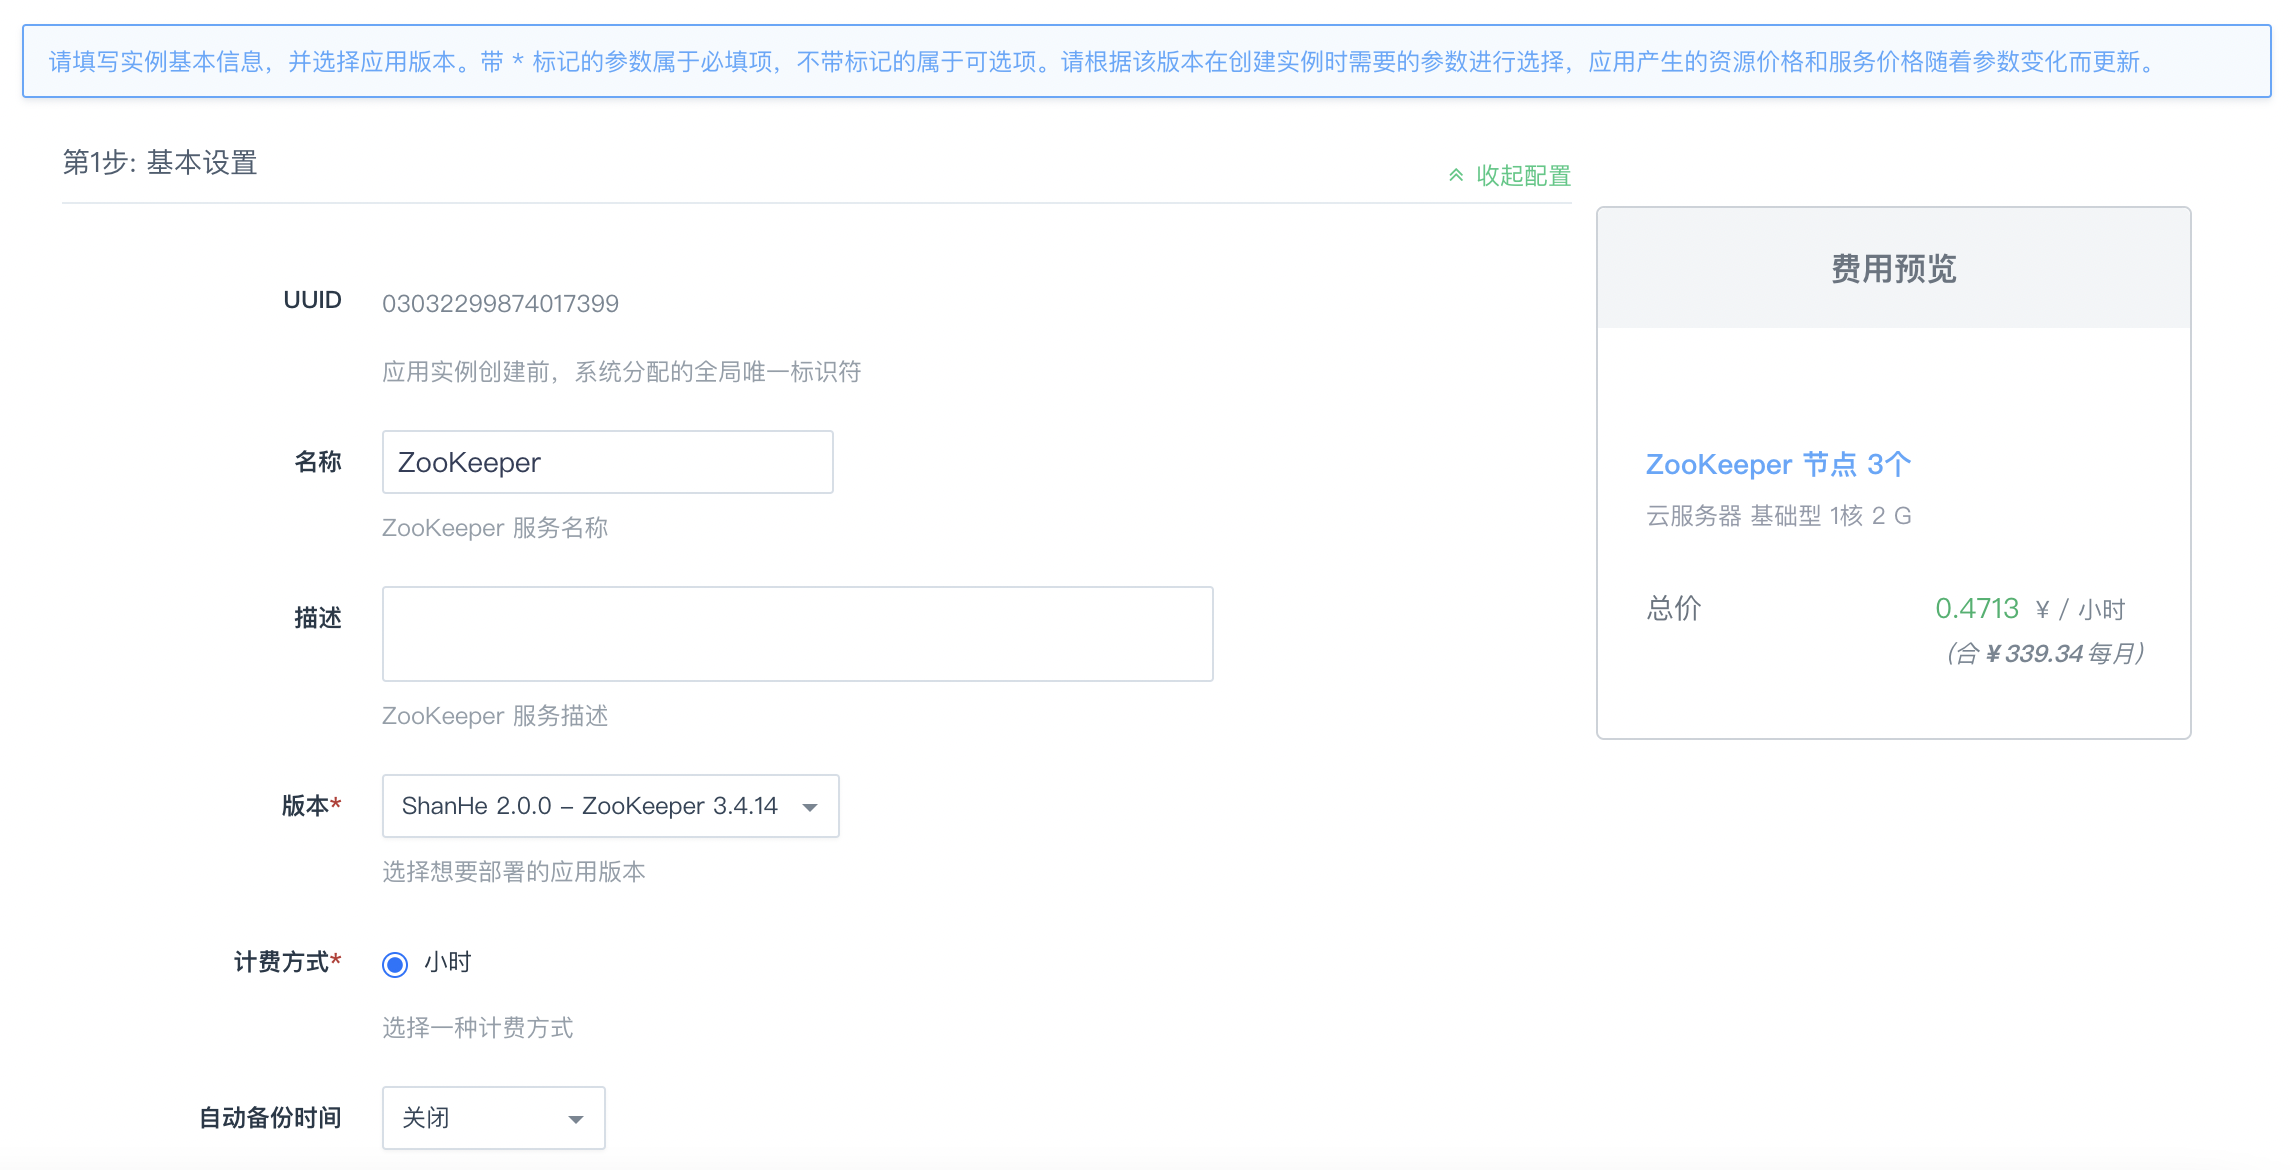 请填写实例基本信息，并选择应用版本。带 * 标记的参数属于必填项，不带标记的属于可选项。请根据该版本在创建实例时需要的参数进行选择，应用产生的资源价格和服务价格随着参数变化而更新。
第1步: 基本设置
收起配置
UUID
03032299874017399
应用实例创建前，系统分配的全局唯一标识符
名称
ZooKeeper
ZooKeeper 服务名称
描述
ZooKeeper 服务描述
版本*
ShanHe 2.0.0 – ZooKeeper 3.4.14
选择想要部署的应用版本
计费方式*
小时
选择一种计费方式
自动备份时间
关闭
费用预览
ZooKeeper 节点 3个
云服务器 基础型 1核 2 G
总价
0.4713 ¥ / 小时
(合 ¥339.34每月)